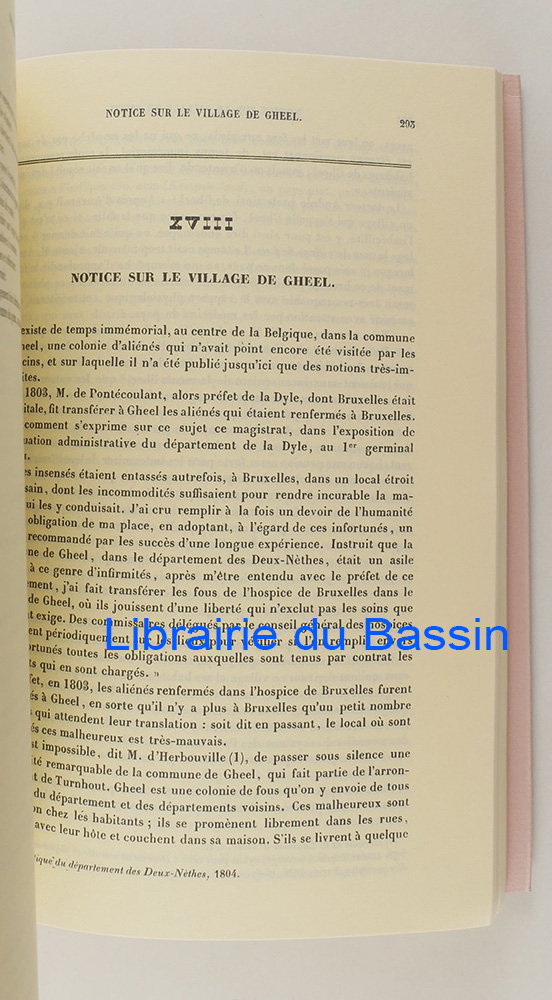 NOTICE SUR LE VILLAGE DE GHEEL.
293
XVIII
NOTICE SUR LE VILLAGE DE GHEEL.
existe de temps immémorial, au centre de la Belgique, dans la commune
heel, une colonie d'aliénés qui n'avait point encore été visitée par les
cins, et sur laquelle il n'a été publié jusqu'ici que des notions très-im-
ites.
1803, M. de Pontécoulant, alors préfet de la Dyle, dont Bruxelles était
itale, fit transférer à Gheel les aliénés qui étaient renfermés à Bruxelles.
comment s'exprime sur ce sujet ce magistrat, dans l'exposition de
uation administrative du département de la Dyle, au 1er germinal
es insensés étaient entassés autrefois, à Bruxelles, dans un local étroit
sain, dont les incommodités suffisaient pour rendre incurable la ma-
ui les y conduisait. J'ai cru remplir à la fois un devoir de l'humanité
obligation de ma place, en adoptant, à l'égard de ces infortunés, un
recommandé par les succès d'une longue expérience. Instruit que la
ne de Gheel, dans le département des Deux-Nèthes, était un asile
à ce genre d'infirmités, après m'être entendu avec le préfet de ce
ement, j'ai fait transférer les fous de l'hospice de Bruxelles dans le
de Gheel, où ils jouissent d'une liberté qui n'exclut pas les soins que
t exige. Des commissaires délégués par le conseil général des hospices
ent périodiquement sur les lieux pour vérifier si l'on remplit envers
Librairie du Bassin
ortunés toutes les obligations auxquelles sont tenus par contrat les
ts qui en sont chargés. »
fet, en 1803, les aliénés renfermés dans l'hospice de Bruxelles furent
és à Gheel, en sorte qu'il n'y a plus à Bruxelles qu'uu petit nombre
qui attendent leur translation : soit dit en passant, le local où sont
és ces malheureux est très-mauvais.
st impossible, dit M. d'Herbouville (1), de passer sous silence une
ité remarquable de la commune de Gheel, qui fait partie de l'arron-
t de Turnhout. Gheel est une colonie de fous qu'on y envoie de tous
du département et des départements voisins. Ces malheureux sont
on chez les habitants ; ils se promènent librement dans les rues,
avec leur hôte et couchent dans sa maison. S'ils se livrent à quelque
ique du département des Deux-Nèthes, 1804.